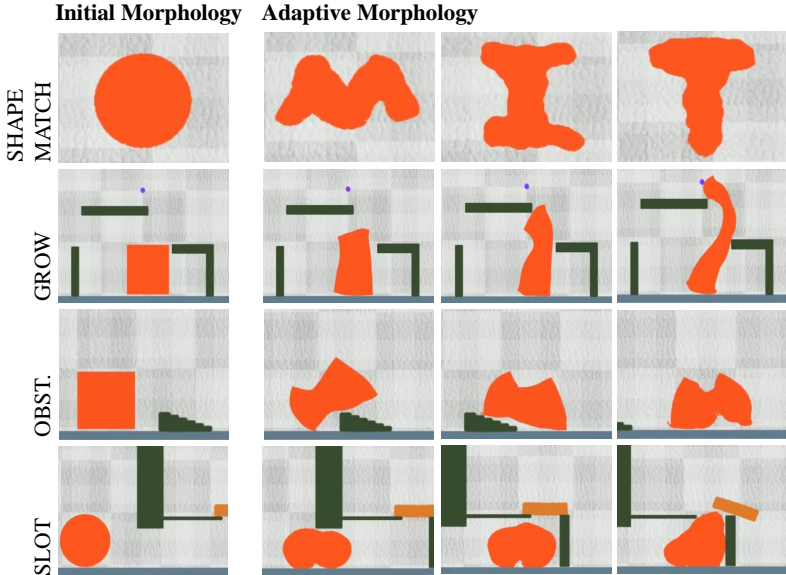 Initial Morphology
Adaptive Morphology
SHAPE
MATCH
GROW
OBST.
SLOT